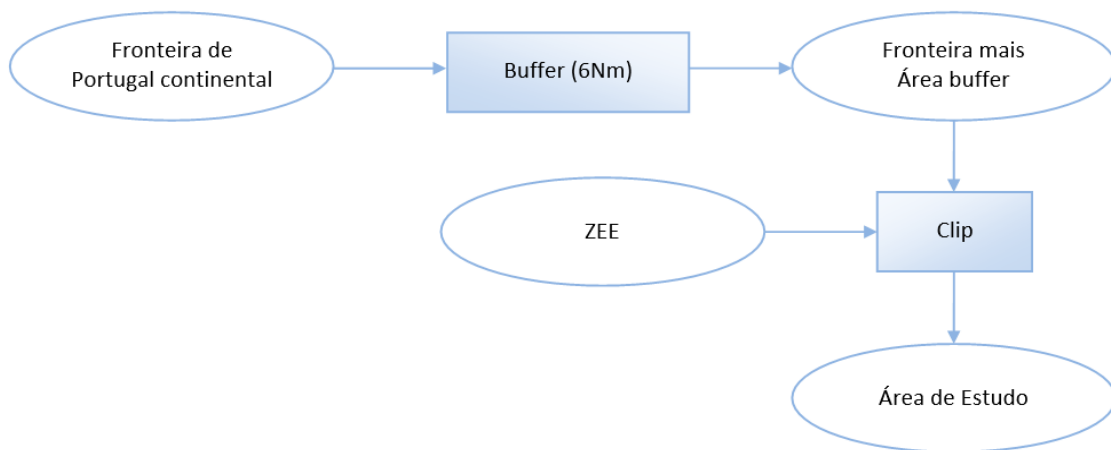 Fronteira de
Portugal continental
Buffer (6Nm)
Fronteira mais
Área buffer
ZEE
Clip
Área de Estudo